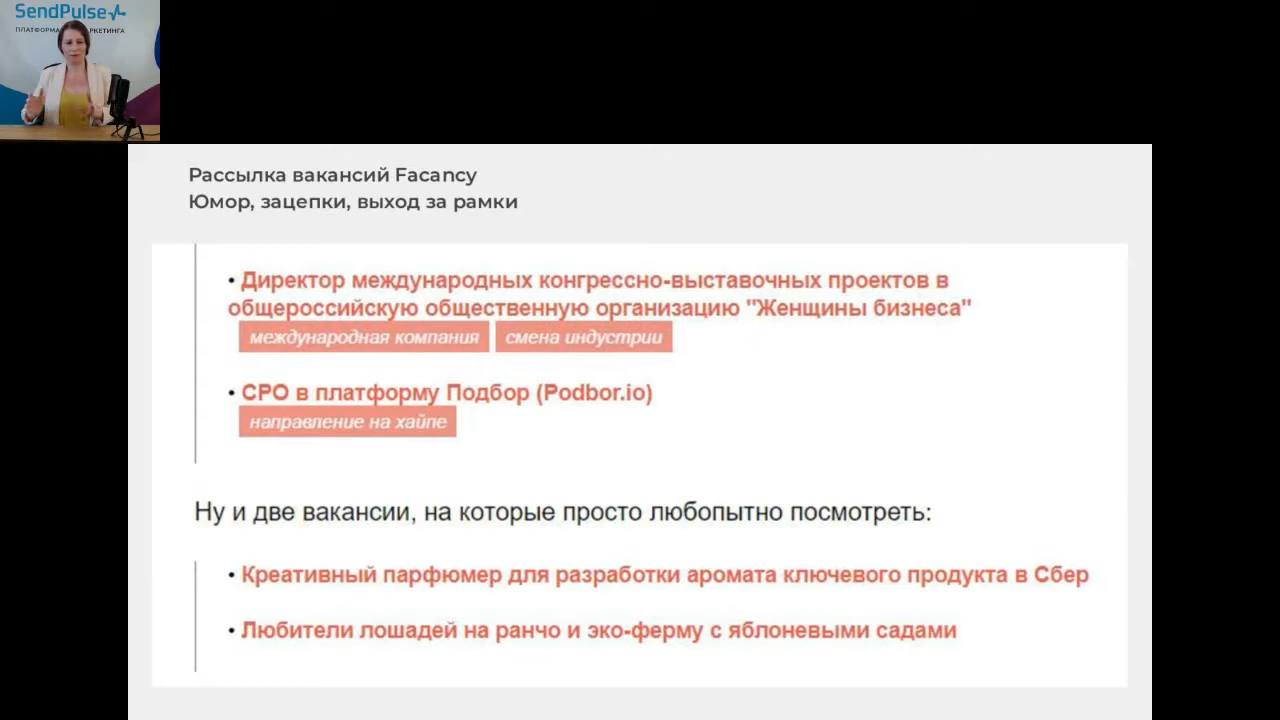 SendPulse
ПЛАТФОРМА РКЕТИНГА
Рассылка вакансий Facancy
Юмор, зацепки, выход за рамки
• Директор международных конгрессно-выставочных проектов в
общероссийскую общественную организацию "Женщины бизнеса"
международная компания смена индустрии
• CPO в платформу Подбор (Podbor.io)
направление на хайпе
Ну и две вакансии, на которые просто любопытно посмотреть:
• Креативный парфюмер для разработки аромата ключевого продукта в Сбер
• Любители лошадей на ранчо и эко-ферму с яблоневыми садами